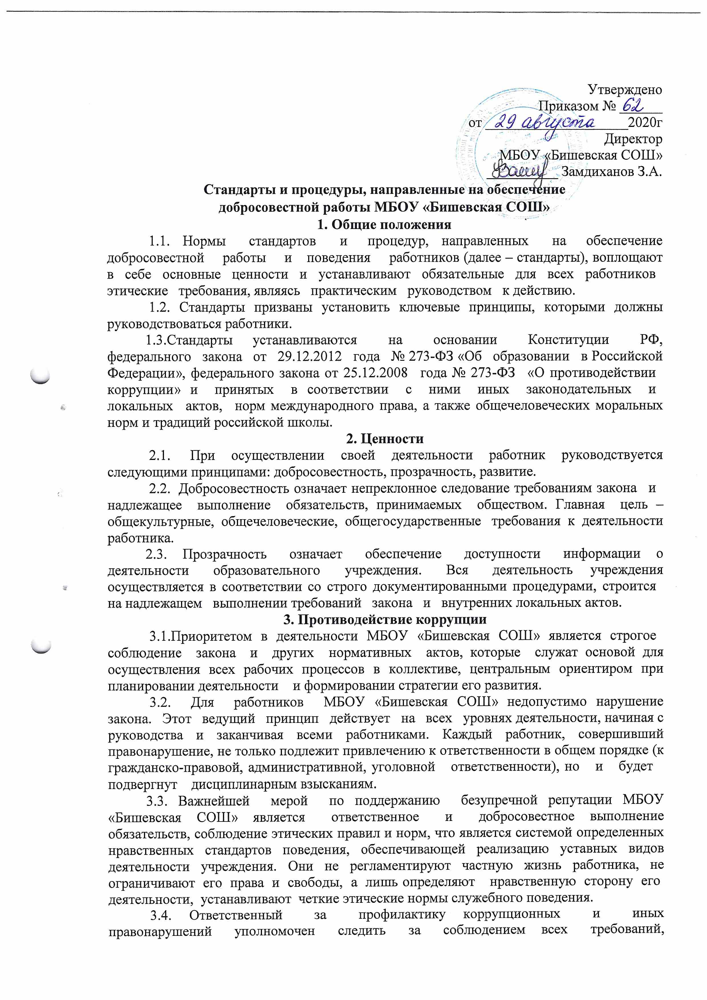 Утверждено
Приказом № 62
от 29 августа 2020г
Директор
МБОУ «Бишевская СОШ»
Замдиханов З.А.
Стандарты и процедуры, направленные на обеспечение
добросовестной работы МБОУ «Бишевская СОШ»
1. Общие положения
1.1. Нормы стандартов и процедур, направленных на обеспечение
добросовестной работы и поведения работников (далее – стандарты), воплощают
в себе основные ценности и устанавливают обязательные для всех работников
этические требования, являясь практическим руководством к действию.
1.2. Стандарты призваны установить ключевые принципы, которыми должны
руководствоваться работники.
1.3.Стандарты устанавливаются на основании Конституции РФ,
федерального закона от 29.12.2012 года № 273-ФЗ «Об образовании в Российской
Федерации», федерального закона от 25.12.2008 года № 273-ФЗ «О противодействии
коррупции» и принятых в соответствии с ними иных законодательных и
локальных актов, норм международного права, а также общечеловеческих моральных
норм и традиций российской школы.
2. Ценности
2.1. При осуществлении своей деятельности работник руководствуется
следующими принципами: добросовестность, прозрачность, развитие.
2.2. Добросовестность означает непреклонное следование требованиям закона и
надлежащее выполнение обязательств, принимаемых обществом. Главная цель –
общекультурные, общечеловеческие, общегосударственные требования к деятельности
работника.
2.3. Прозрачность означает обеспечение доступности информации о
деятельности образовательного учреждения. Вся деятельность учреждения
осуществляется в соответствии со строго документированными процедурами, строится
на надлежащем выполнении требований закона и внутренних локальных актов.
3. Противодействие коррупции
3.1.Приоритетом в деятельности МБОУ «Бишевская СОШ» является строгое
соблюдение закона и других нормативных актов, которые служат основой для
осуществления всех рабочих процессов в коллективе, центральным ориентиром при
планировании деятельности и формировании стратегии его развития.
3.2. Для работников МБОУ «Бишевская СОШ» недопустимо нарушение
закона. Этот ведущий принцип действует на всех уровнях деятельности, начиная с
руководства и заканчивая всеми работниками. Каждый работник, совершивший
правонарушение, не только подлежит привлечению к ответственности в общем порядке (к
гражданско-правовой, административной, уголовной ответственности), но и будет
подвергнут дисциплинарным взысканиям.
3.3. Важнейшей мерой по поддержанию безупречной репутации МБОУ
«Бишевская СОШ» является ответственное и добросовестное выполнение
обязательств, соблюдение этических правил и норм, что является системой определенных
нравственных стандартов поведения, обеспечивающей реализацию уставных видов
деятельности учреждения. Они не регламентируют частную жизнь работника, не
ограничивают его права и свободы, а лишь определяют нравственную сторону его
деятельности, устанавливают четкие этические нормы служебного поведения.
3.4. Ответственный за профилактику коррупционных и иных
правонарушений уполномочен следить за соблюдением всех требований,